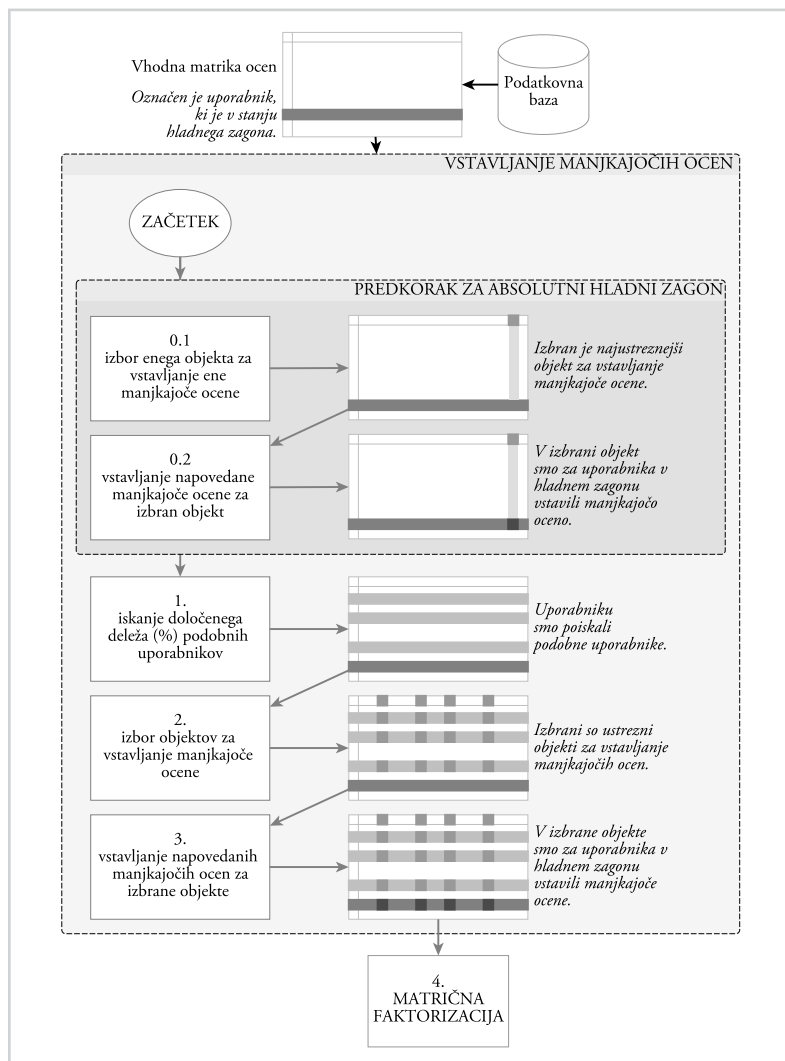 Vhodna matrika ocen
Označen je uporabnik,
ki je v stanju
hladnega zagona.
Podatkovna
baza
VSTAVLJANJE MANJKAJOČIH OCEN
ZAČETEK
PREDKORAK ZA ABSOLUTNI HLADNI ZAGON
0.1
izbor enega objekta za
vstavljanje ene
manjkajoče ocene
Izbran je najustreznejši
objekt za vstavljanje
manjkajoče ocene.
0.2
vstavljanje napovedane
manjkajoče ocene za
izbran objekt
V izbrani objekt
smo za uporabnika v
hladnem zagonu
vstavili manjkajočo
oceno.
1.
iskanje določenega
deleža (%) podobnih
uporabnikov
Uporabniku
smo poiskali
podobne uporabnike.
2.
izbor objektov za
vstavljanje manjkajoče
ocene
Izbrani so ustrezni
objekti za vstavljanje
manjkajočih ocen.
3.
vstavljanje napovedanih
manjkajočih ocen za
izbrane objekte
V izbrane objekte
smo za uporabnika v
hladnem zagonu
vstavili manjkajoče
ocene.
4.
MATRIČNA
FAKTORIZACIJA